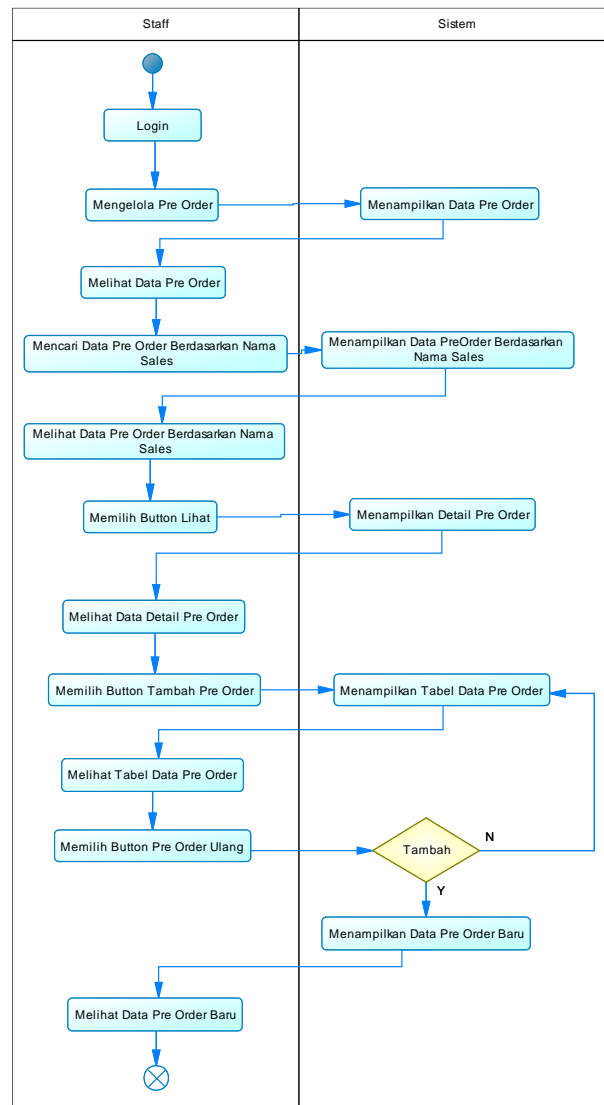 Staff
Sistem
Login
Mengelola Pre Order
Menampilkan Data Pre Order
Melihat Data Pre Order
Mencari Data Pre Order Berdasarkan Nama
Sales
Menampilkan Data PreOrder Berdasarkan
Nama Sales
Melihat Data Pre Order Berdasarkan Nama
Sales
Memilih Button Lihat
Menampilkan Detail Pre Order
Melihat Data Detail Pre Order
Memilih Button Tambah Pre Order
Menampilkan Tabel Data Pre Order
Melihat Tabel Data Pre Order
Memilih Button Pre Order Ulang
Tambah
N
Y
Menampilkan Data Pre Order Baru
Melihat Data Pre Order Baru